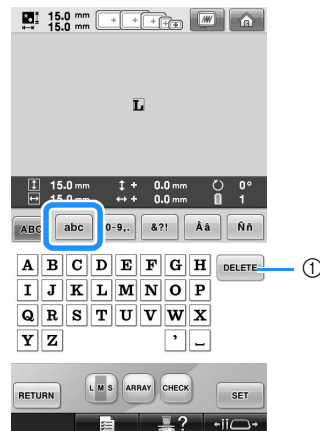 15.0 mm
15.0 mm
L
15.0 mm + 0.0 mm 0°
15.0 mm + 0.0 mm 1
ABC abc 0-9,. &?! Āâ Ññ
A B C D E F G H DELETE ①
I J K L M N O P
Q R S T U V W X
Y Z ' _
RETURN L M S ARRAY CHECK SET
?